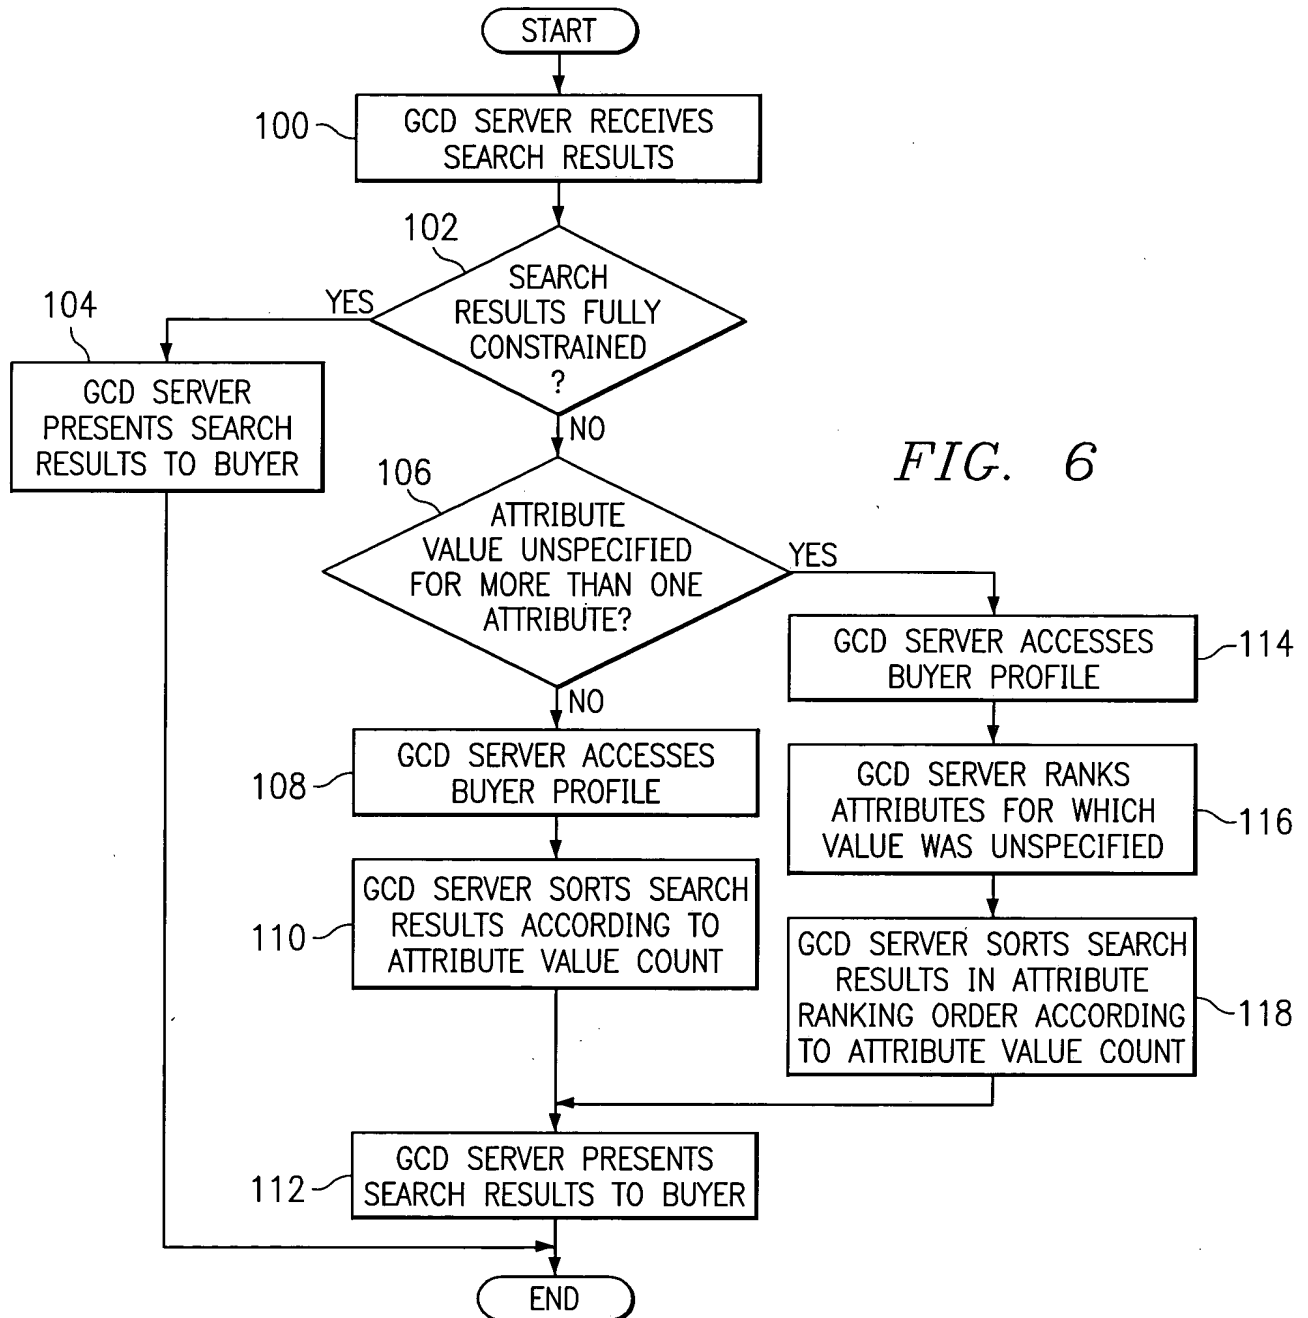 START
100
GCD SERVER RECEIVES
SEARCH RESULTS
102
SEARCH
RESULTS FULLY
CONSTRAINED
?
YES
104
GCD SERVER
PRESENTS SEARCH
RESULTS TO BUYER
NO
FIG. 6
106
ATTRIBUTE
VALUE UNSPECIFIED
FOR MORE THAN ONE
ATTRIBUTE?
YES
GCD SERVER ACCESSES
BUYER PROFILE
114
NO
108
GCD SERVER ACCESSES
BUYER PROFILE
GCD SERVER RANKS
ATTRIBUTES FOR WHICH
VALUE WAS UNSPECIFIED
116
110
GCD SERVER SORTS SEARCH
RESULTS ACCORDING TO
ATTRIBUTE VALUE COUNT
GCD SERVER SORTS SEARCH
RESULTS IN ATTRIBUTE
RANKING ORDER ACCORDING
TO ATTRIBUTE VALUE COUNT
118
112
GCD SERVER PRESENTS
SEARCH RESULTS TO BUYER
END